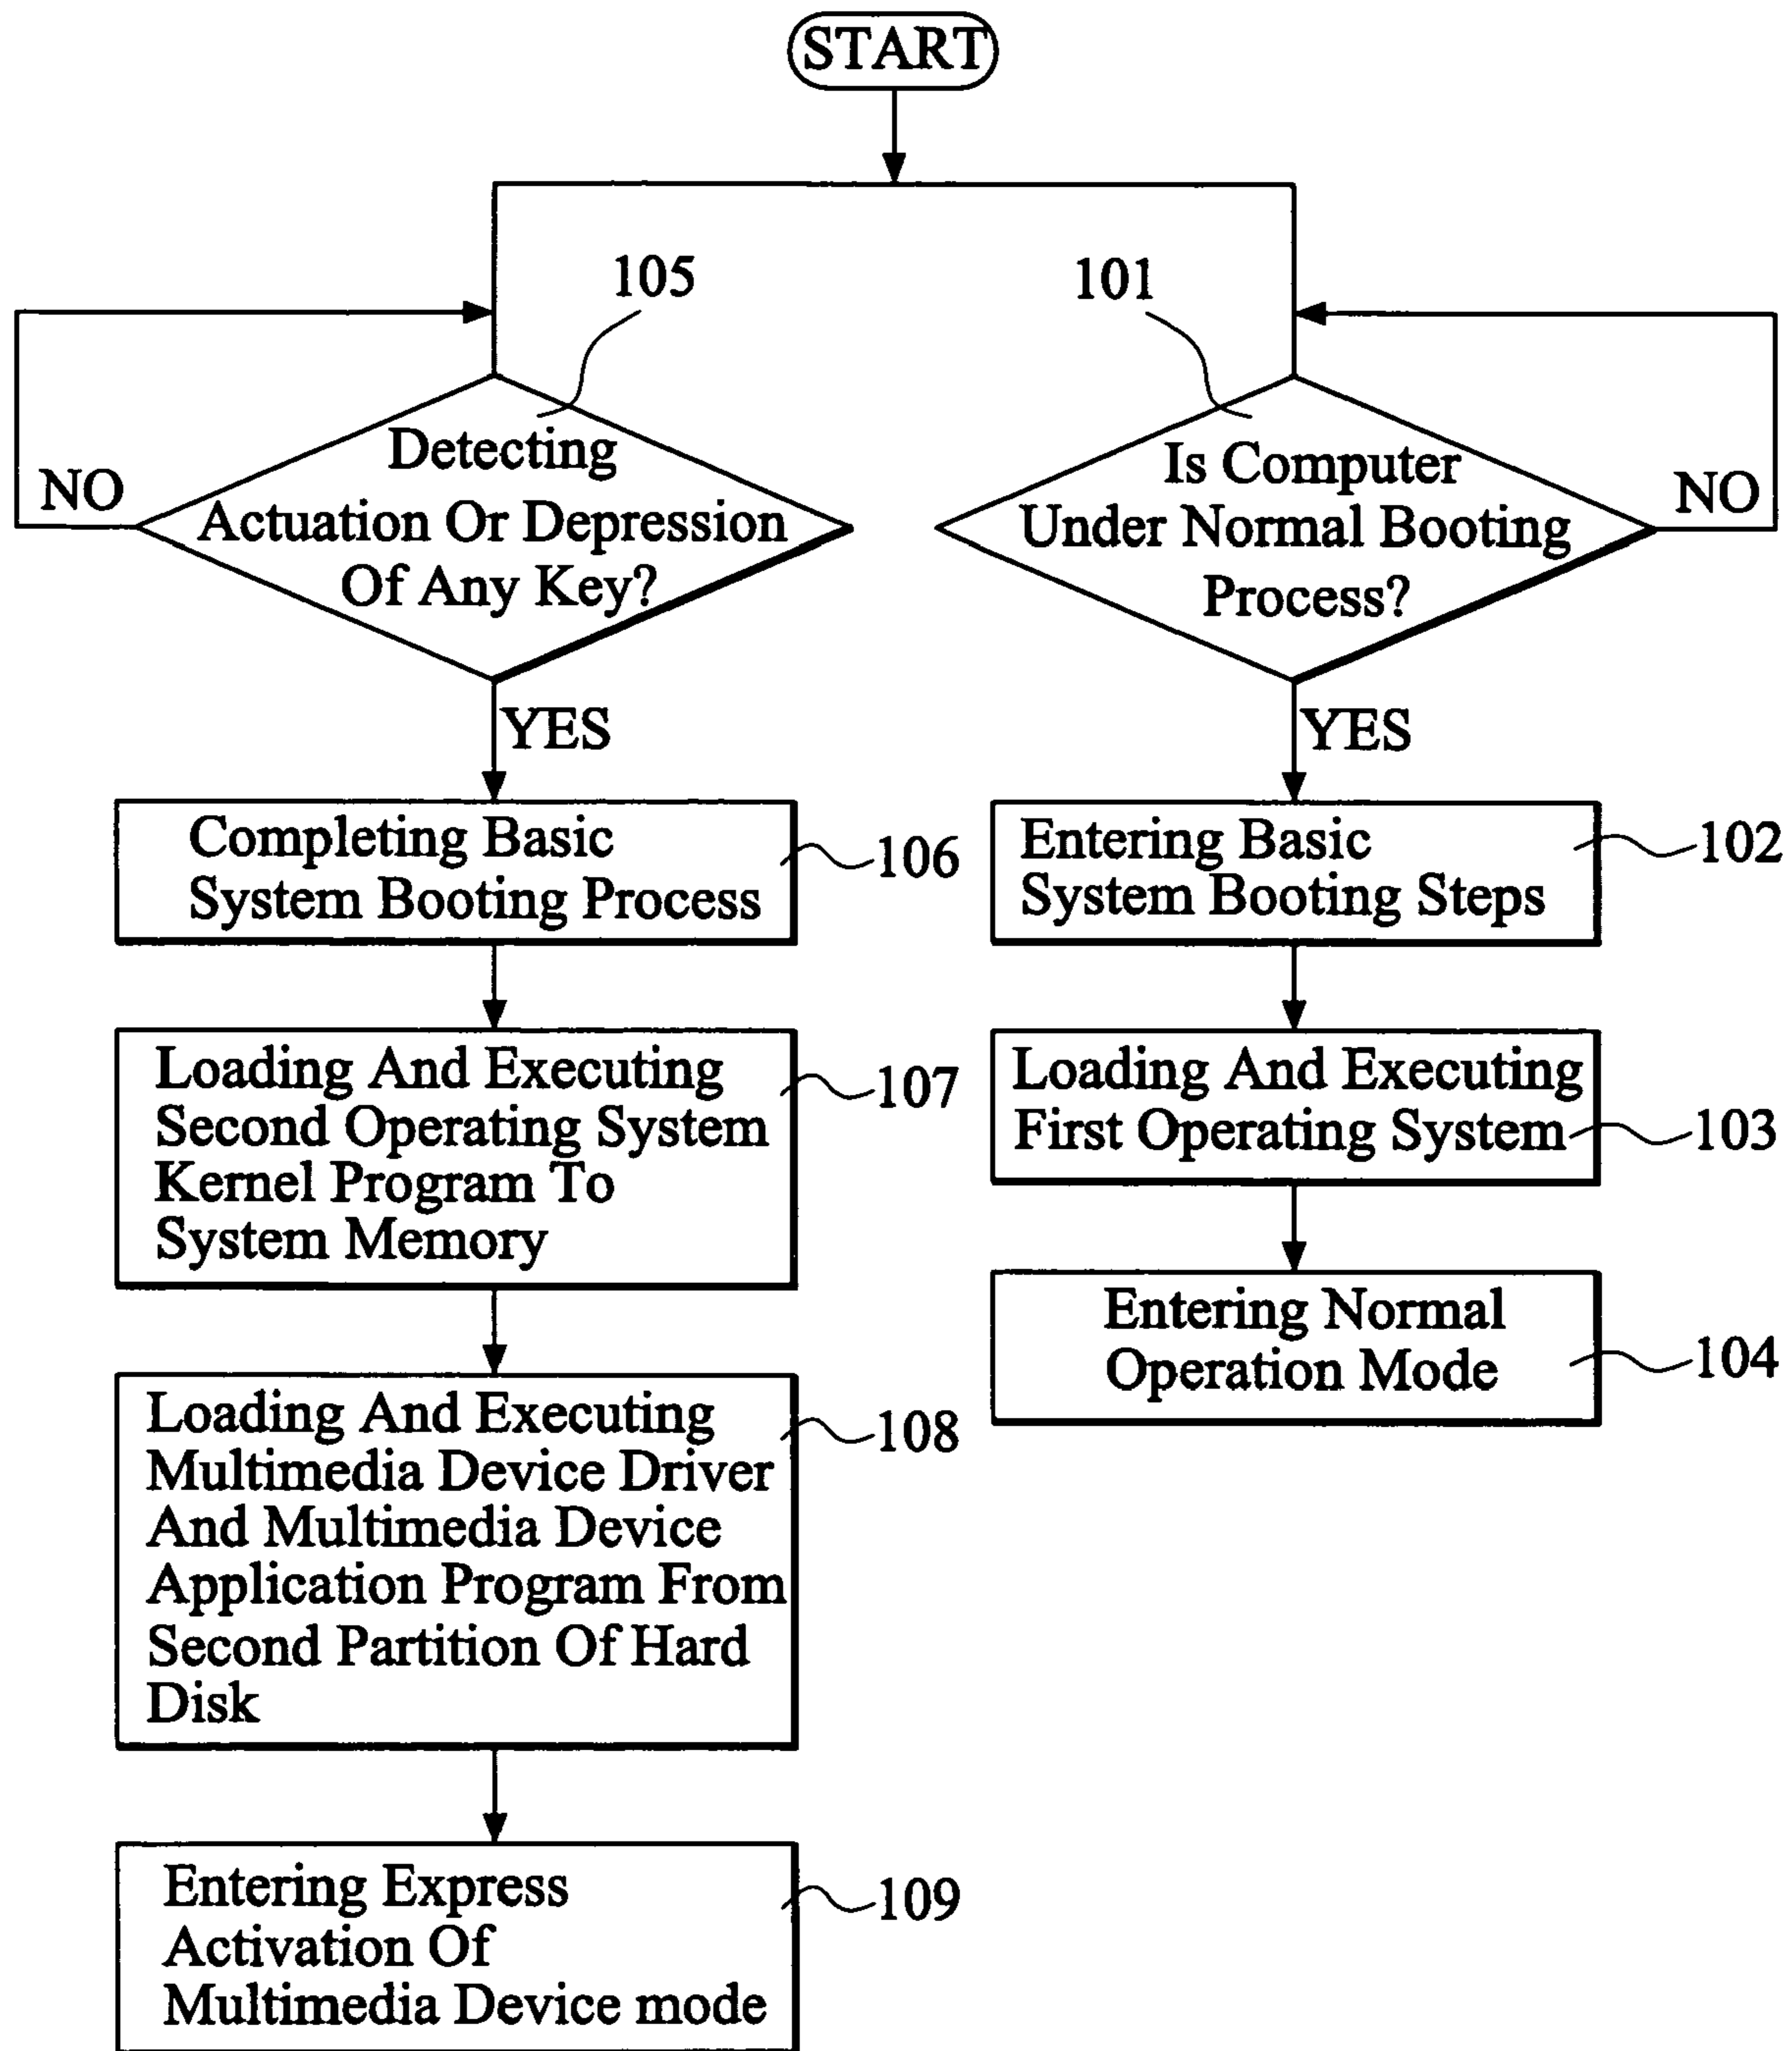 START
105
Detecting
Actuation Or Depression
Of Any Key?
NO
YES
Completing Basic
System Booting Process
106
Loading And Executing
Second Operating System
Kernel Program To
System Memory
107
Loading And Executing
Multimedia Device Driver
And Multimedia Device
Application Program From
Second Partition Of Hard
Disk
108
Entering Express
Activation Of
Multimedia Device mode
109
101
Is Computer
Under Normal Booting
Process?
NO
YES
Entering Basic
System Booting Steps
102
Loading And Executing
First Operating System
103
Entering Normal
Operation Mode
104